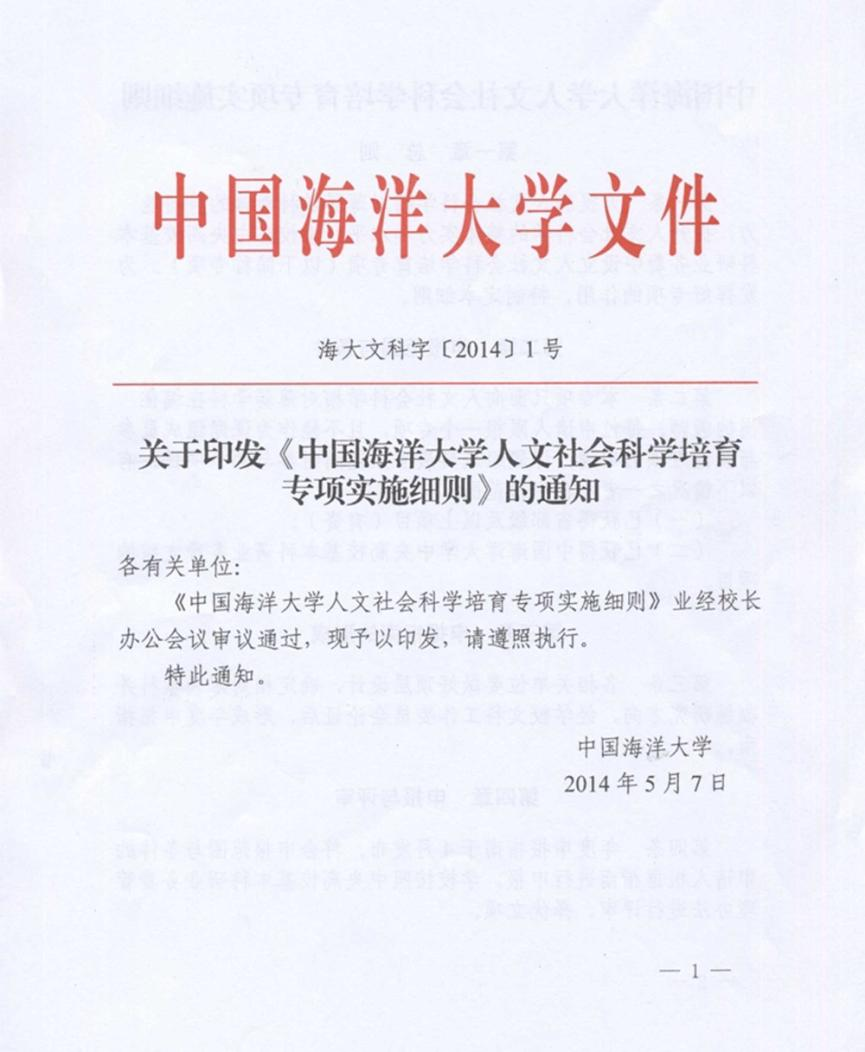 中国海洋大学文件
海大文科字〔2014〕1号
关于印发《中国海洋大学人文社会科学培育
专项实施细则》的通知
各有关单位:
《中国海洋大学人文社会科学培育专项实施细则》业经校长
办公会议审议通过，现予以印发，请遵照执行。
特此通知。
中国海洋大学
2014年5月7日
— 1 —